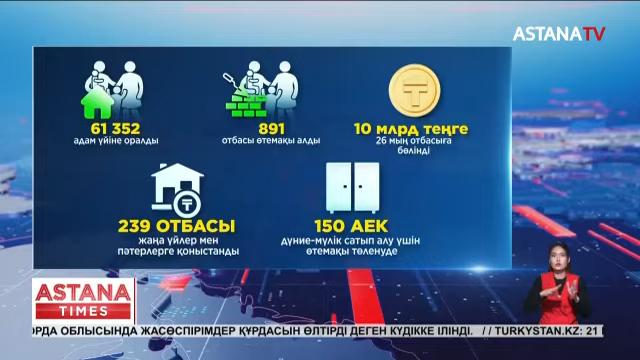 ASTANATV
61 352
адам үйіне оралды
891
отбасы өтемақы алды
10 млрд теңге
26 мың отбасыға
бөлінді
239 ОТБАСЫ
жаңа үйлер мен
пәтерлерге қоныстанды
150 АЕК
дүние-мүлік сатып алу үшін
өтемақы төленуде
ASTANA
TIMES
ОРДА ОБЛЫСЫНДА ЖАСӨСПІРІМДЕР ҚҰРДАСЫН ӨЛТІРДІ ДЕГЕН КҮДІККЕ ІЛІНДІ. // TURKYSTAN.KZ: 21